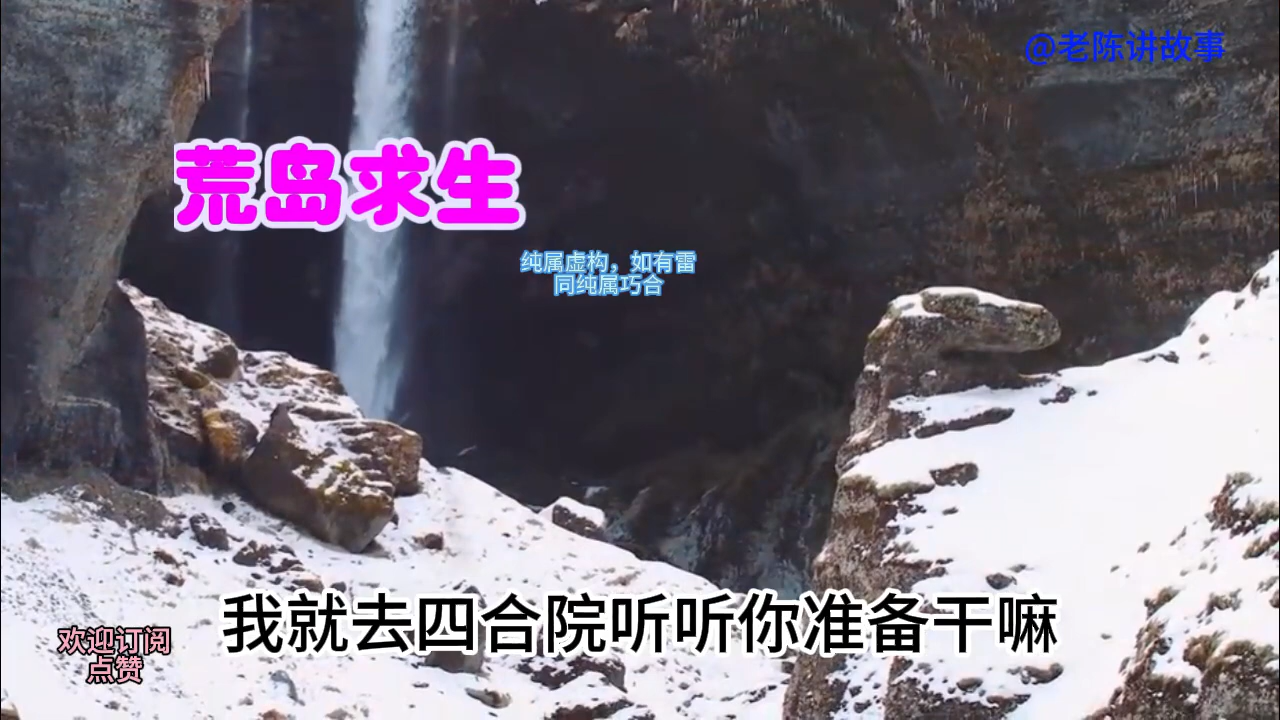 @老陈讲故事
荒岛求生
纯属虚构，如有雷
同纯属巧合
我就去四合院听听你准备干嘛
欢迎订阅
点赞